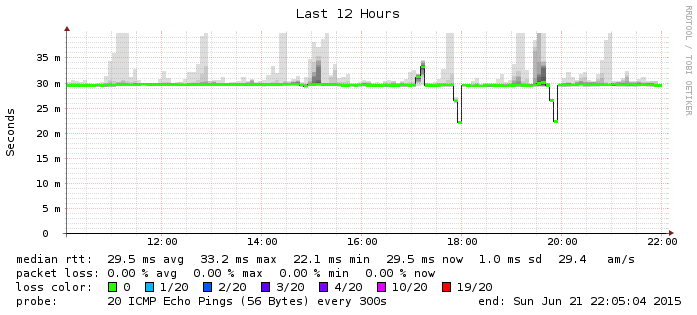 Last 12 Hours
RRDTOOL / TOBI OETIKER
Seconds
35 m
30 m
25 m
20 m
15 m
10 m
5 m
0
12:00 14:00 16:00 18:00 20:00 22:00
median rtt: 29.5 ms avg 33.2 ms max 22.1 ms min 29.5 ms now 1.0 ms sd 29.4 am/s
packet loss: 0.00 % avg 0.00 % max 0.00 % min 0.00 % now
loss color: 0 1/20 2/20 3/20 4/20 10/20 19/20
probe: 20 ICMP Echo Pings (56 Bytes) every 300s end: Sun Jun 21 22:05:04 2015